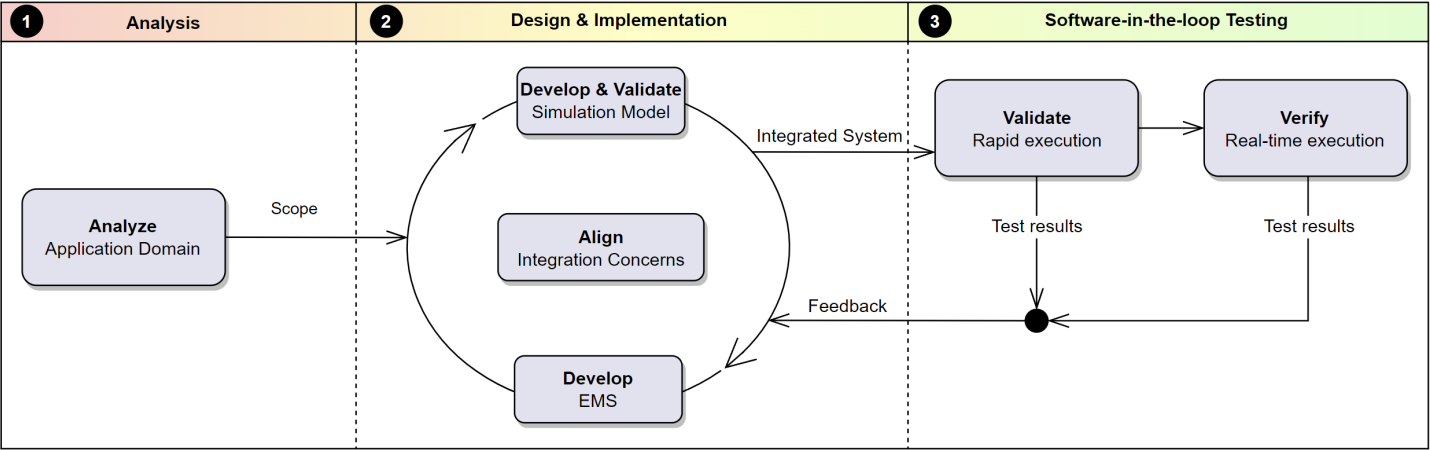 1 Analysis
2 Design & Implementation
3 Software-in-the-loop Testing
Analyze
Application Domain
Scope
Develop & Validate
Simulation Model
Align
Integration Concerns
Develop
EMS
Integrated System
Validate
Rapid execution
Verify
Real-time execution
Test results
Test results
Feedback